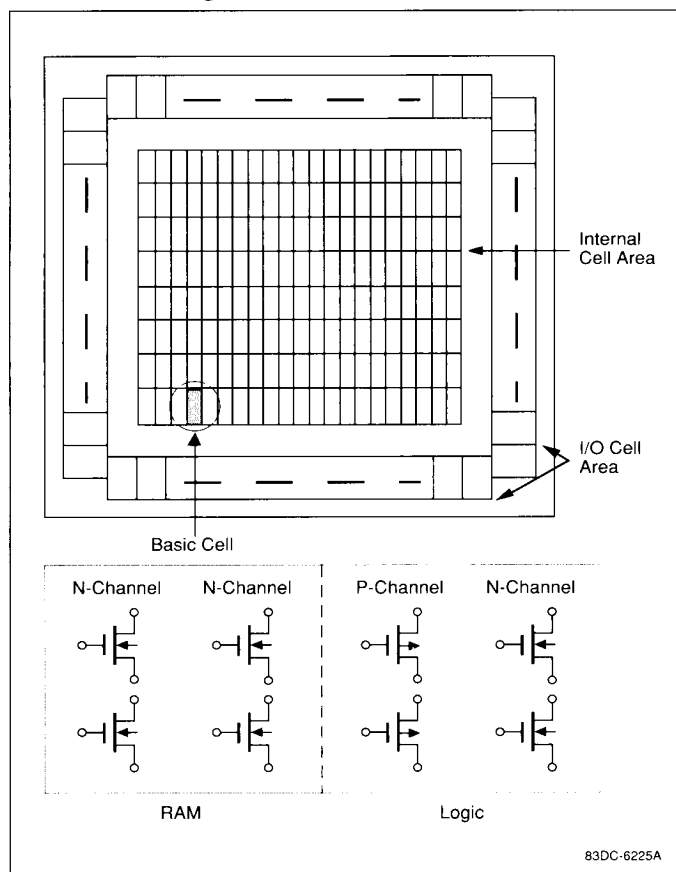 Internal
Cell Area
I/O Cell
Area
Basic Cell
N-Channel N-Channel P-Channel N-Channel
RAM Logic
83DC-6225A